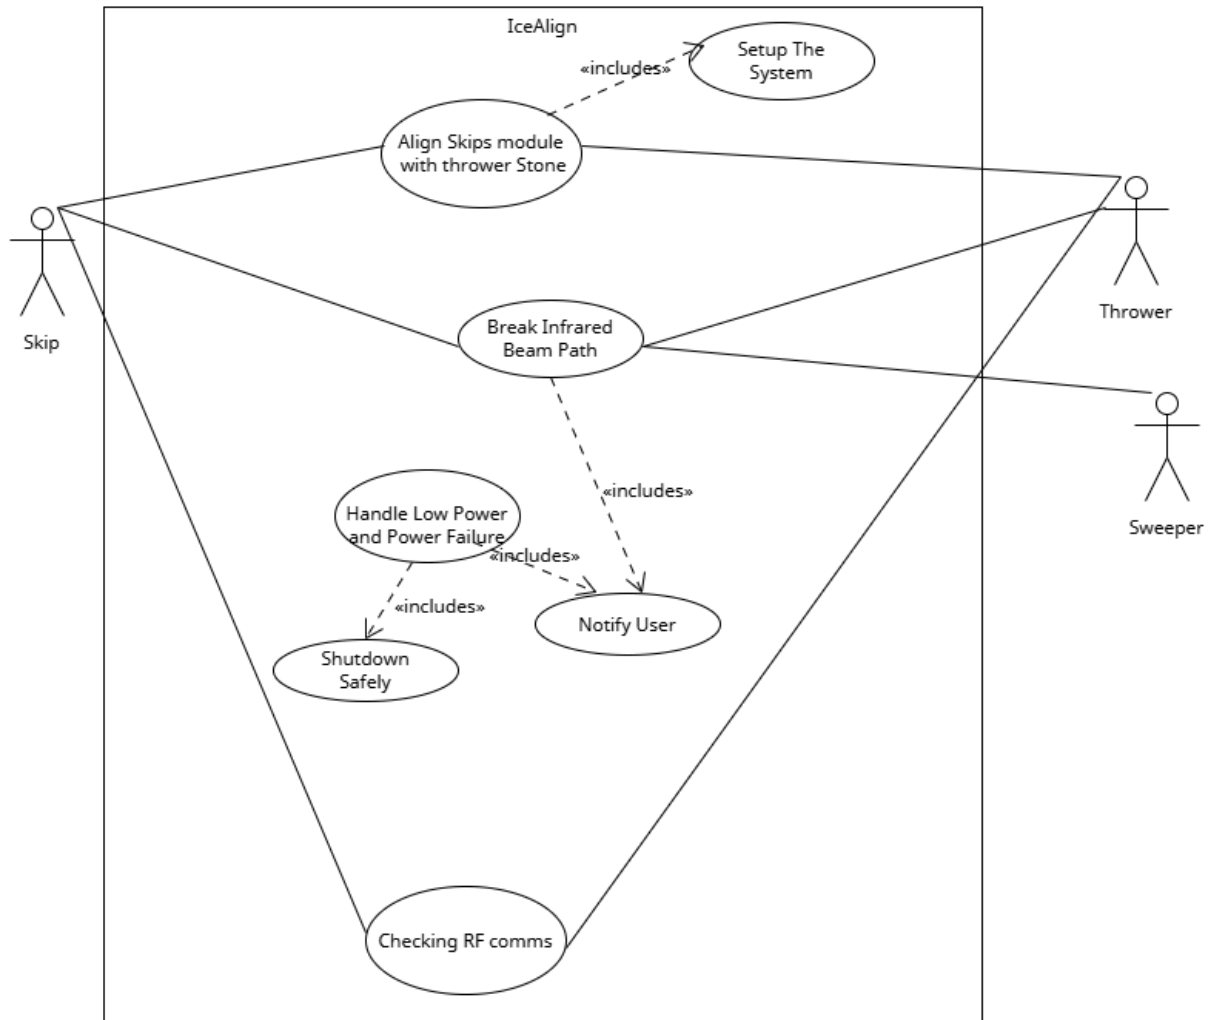 IceAlign
Setup The
System
«includes»
Align Skips module
with thrower Stone
Skip
Thrower
Break Infrared
Beam Path
«includes»
Sweeper
Handle Low Power
and Power Failure
«includes»
«includes»
Notify User
Shutdown
Safely
Checking RF comms